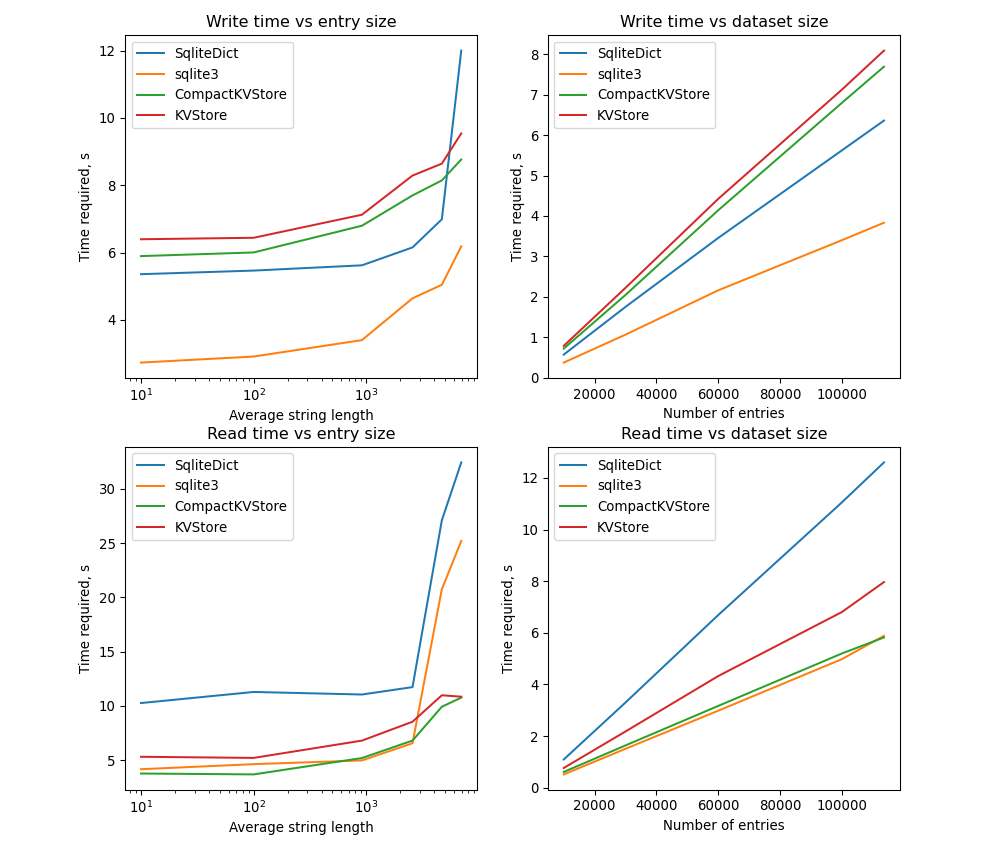 Write time vs entry size
12
10
8
6
4
Time required, s
SqliteDict
sqlite3
CompactKVStore
KVStore
10¹
10²
10³
Average string length
Write time vs dataset size
8
7
6
5
4
3
2
1
0
Time required, s
SqliteDict
sqlite3
CompactKVStore
KVStore
20000
40000
60000
80000
100000
Number of entries
Read time vs entry size
30
25
20
15
10
5
Time required, s
SqliteDict
sqlite3
CompactKVStore
KVStore
10¹
10²
10³
Average string length
Read time vs dataset size
12
10
8
6
4
2
0
Time required, s
SqliteDict
sqlite3
CompactKVStore
KVStore
20000
40000
60000
80000
100000
Number of entries